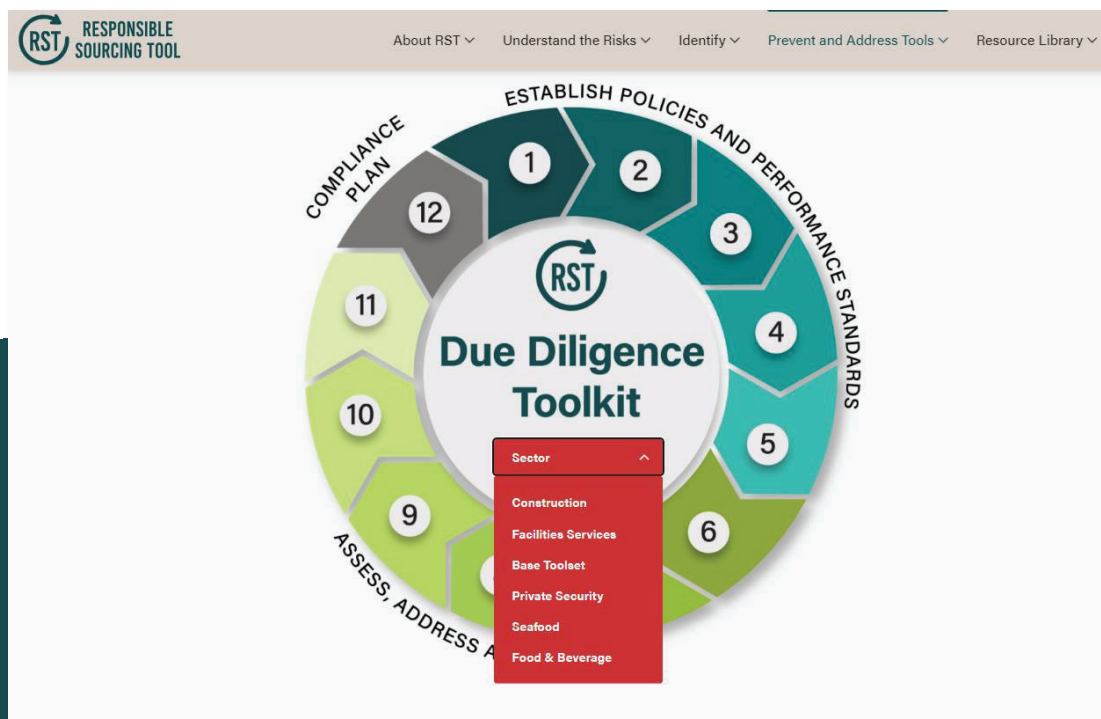 RST RESPONSIBLE
SOURCING TOOL
About RST
Understand the Risks
Identify
Prevent and Address Tools
Resource Library
COMPLIANCE
PLAN
ESTABLISH POLICIES AND PERFORMANCE STANDARDS
1
2
3
4
5
6
9
10
11
12
RST
Due Diligence
Toolkit
Sector
Construction
Facilities Services
Base Toolset
Private Security
Seafood
Food & Beverage
ASSESS, ADDRESS